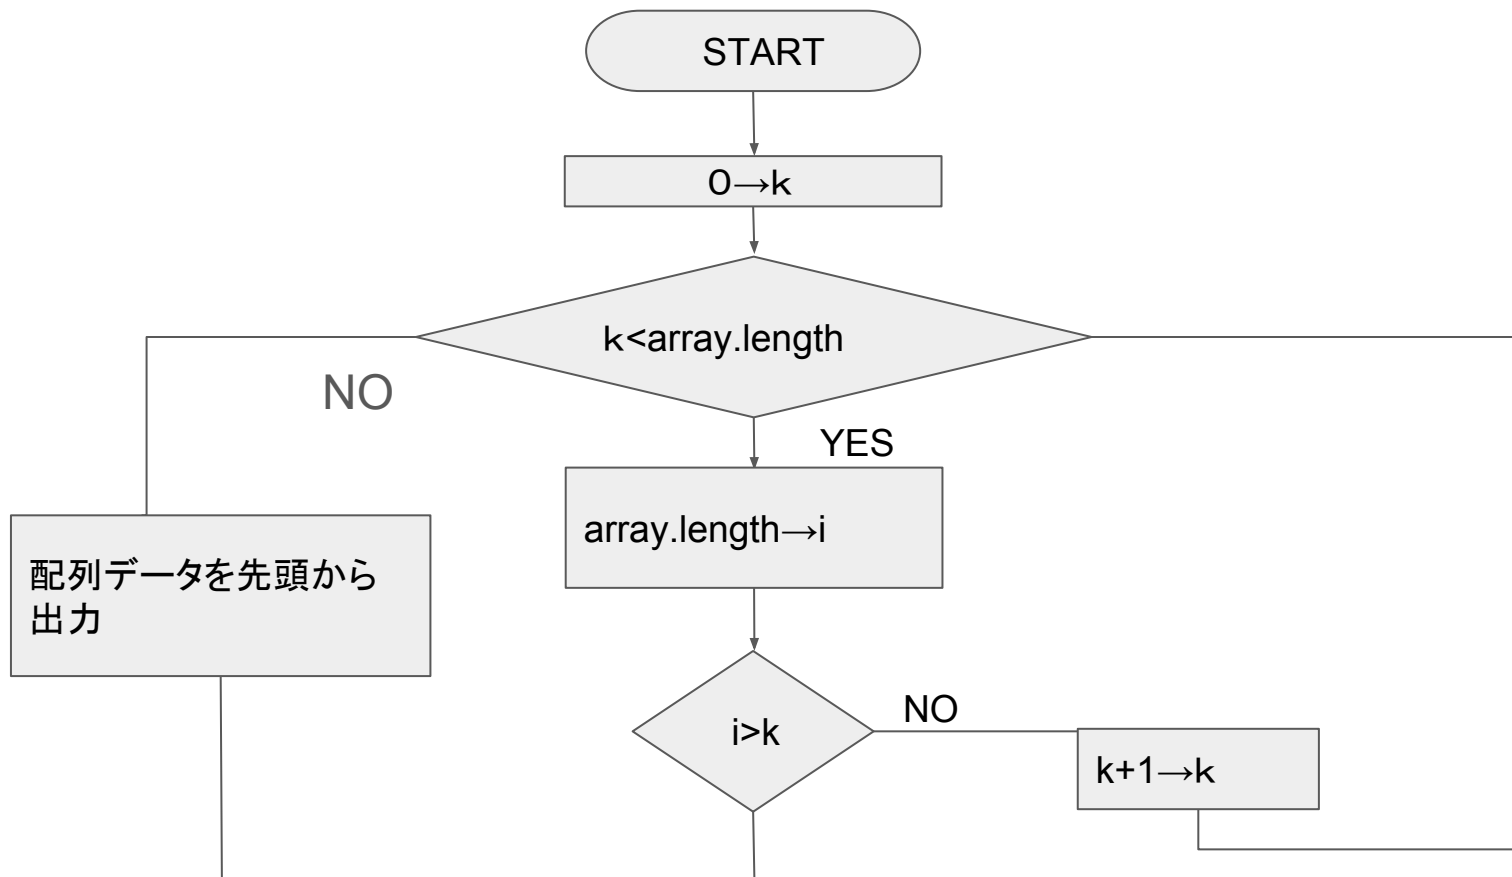 START
０→ｋ
ｋ<array.length
NO
YES
array.length→i
配列データを先頭から
出力
i>k
NO
k+1→ｋ